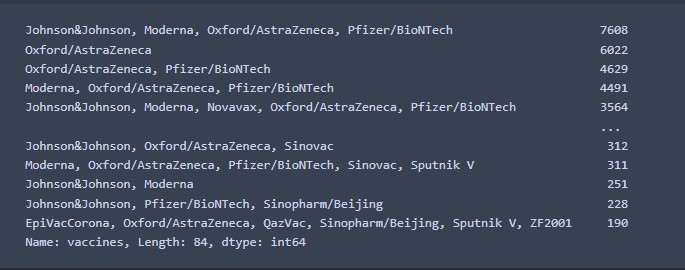 Johnson&Johnson, Moderna, Oxford/AstraZeneca, Pfizer/BioNTech 7608
Oxford/AstraZeneca 6022
Oxford/AstraZeneca, Pfizer/BioNTech 4629
Moderna, Oxford/AstraZeneca, Pfizer/BioNTech 4491
Johnson&Johnson, Moderna, Novavax, Oxford/AstraZeneca, Pfizer/BioNTech 3564
...
Johnson&Johnson, Oxford/AstraZeneca, Sinovac 312
Moderna, Oxford/AstraZeneca, Pfizer/BioNTech, Sinovac, Sputnik V 311
Johnson&Johnson, Moderna 251
Johnson&Johnson, Pfizer/BioNTech, Sinopharm/Beijing 228
EpiVacCorona, Oxford/AstraZeneca, QazVac, Sinopharm/Beijing, Sputnik V, ZF2001 190
Name: vaccines, Length: 84, dtype: int64